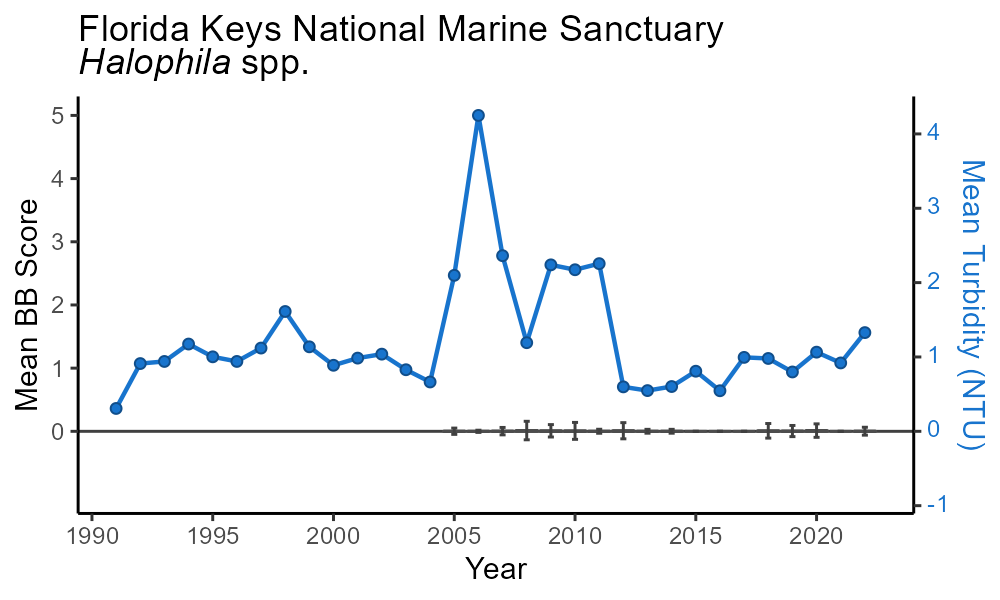 Florida Keys National Marine Sanctuary
Halophila spp.
Mean BB Score
5
4
3
2
1
0
4
3
2
1
0
-1
Mean Turbidity (NTU)
1990 1995 2000 2005 2010 2015 2020
Year